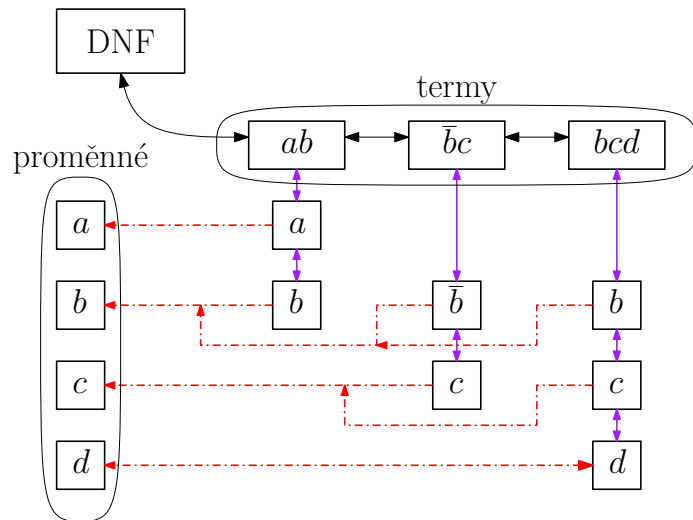 DNF
termy
ab b̅c bcd
proměnné
a a
b b b̅ b
c c c
d d